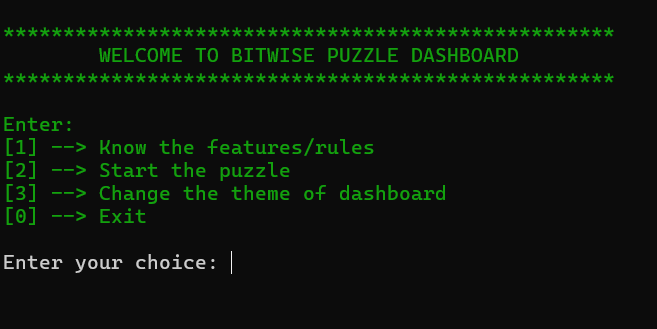 ***************************************************
WELCOME TO BITWISE PUZZLE DASHBOARD
***************************************************
Enter:
[1] --> Know the features/rules
[2] --> Start the puzzle
[3] --> Change the theme of dashboard
[0] --> Exit
Enter your choice: